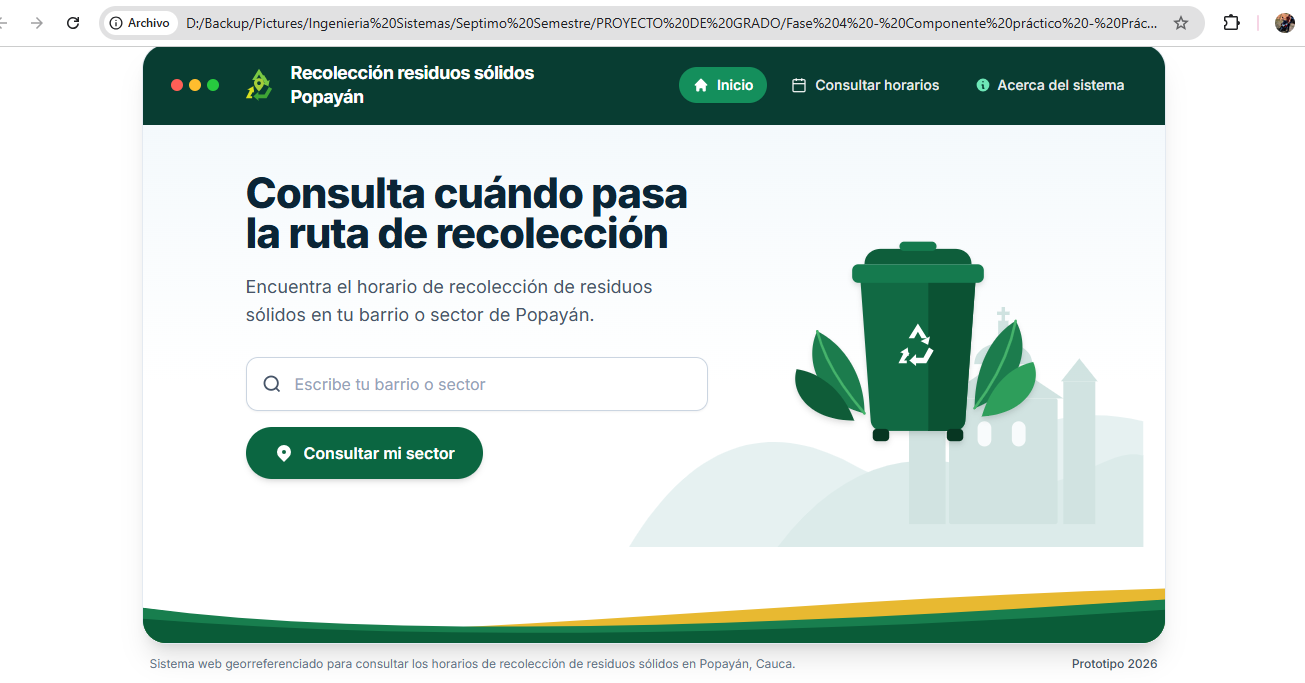 Archivo
D:/Backup/Pictures/Ingenieria%20Sistemas/Septimo%20Semestre/PROYECTO%20DE%20GRADO/Fase%204%20-%20Componente%20práctico%20-%20Prác...
Recolección residuos sólidos
Popayán
Inicio
Consultar horarios
Acerca del sistema
Consulta cuándo pasa
la ruta de recolección
Encuentra el horario de recolección de residuos
sólidos en tu barrio o sector de Popayán.
Escribe tu barrio o sector
Consultar mi sector
Sistema web georreferenciado para consultar los horarios de recolección de residuos sólidos en Popayán, Cauca.
Prototipo 2026